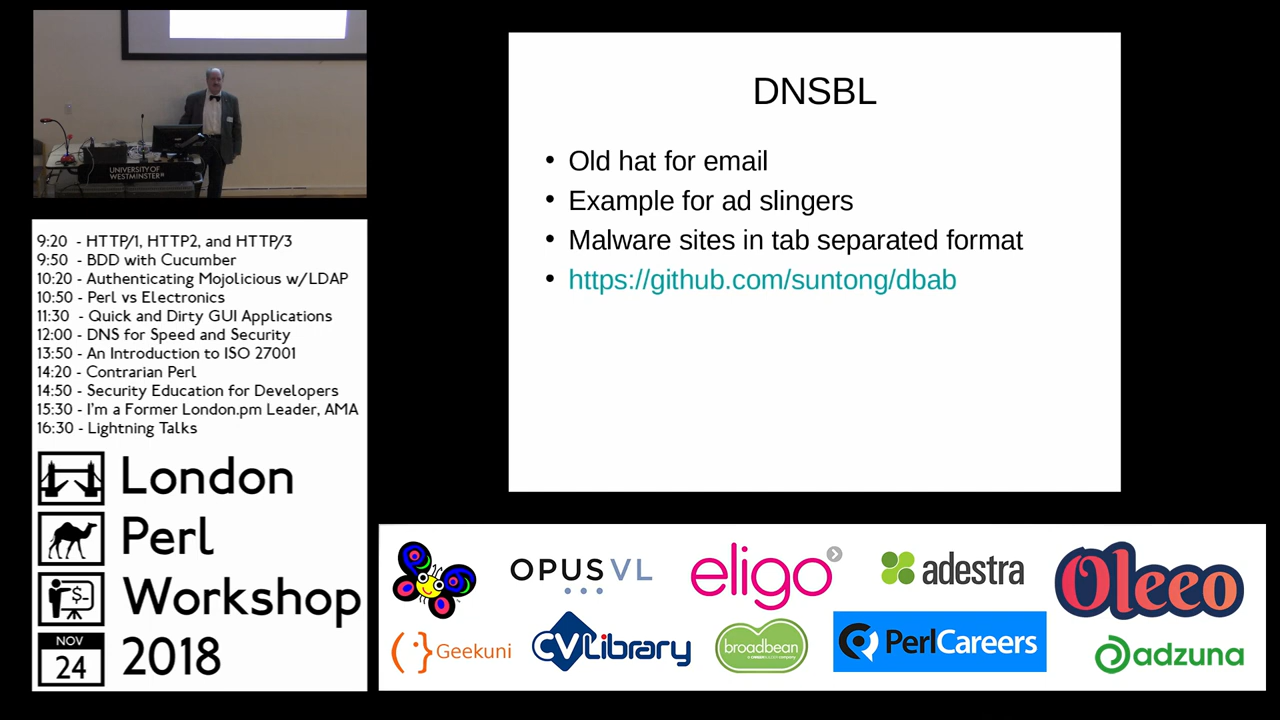 UNIVERSITY OF
WESTMINSTER
DNSBL
• Old hat for email
• Example for ad slingers
• Malware sites in tab separated format
• https://github.com/suntong/dbab
9:20 - HTTP/1, HTTP2, and HTTP/3
9:50 - BDD with Cucumber
10:20 - Authenticating Mojolicious w/LDAP
10:50 - Perl vs Electronics
11:30 - Quick and Dirty GUI Applications
12:00 - DNS for Speed and Security
13:50 - An Introduction to ISO 27001
14:20 - Contrarian Perl
14:50 - Security Education for Developers
15:30 - I'm a Former London.pm Leader, AMA
16:30 - Lightning Talks
London
Perl
$-
Workshop
NOV
24
2018
OPUS VL
eligo
adestra
Oleeo
Geekuni
CVLibrary
broadbean
PerlCareers
adzuna